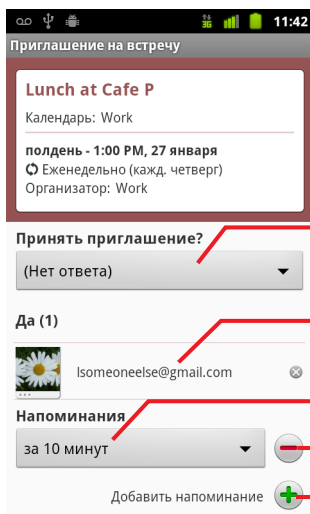 3G 11:42
Приглашение на встречу
Lunch at Cafe P
Календарь: Work
полдень - 1:00 PM, 27 января
Еженедельно (кажд. четверг)
Организатор: Work
Принять приглашение?
(Нет ответа)
Да (1)
lsomeoneelse@gmail.com
Напоминания
за 10 минут
Добавить напоминание